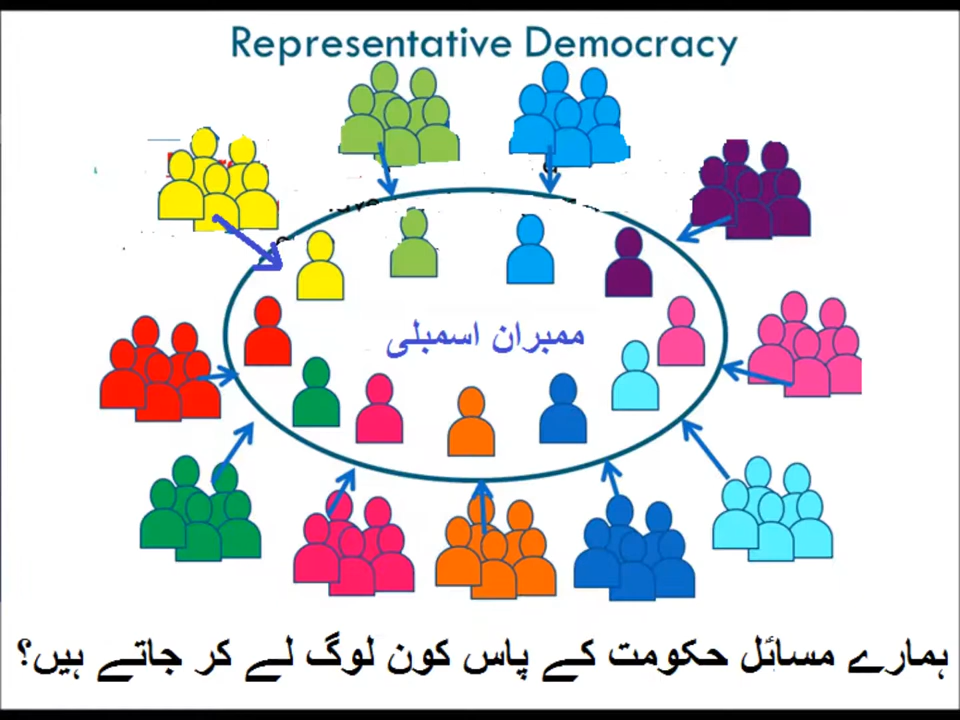 Representative Democracy
ممبران اسمبلی
ہمارے مسائل حکومت کے پاس کون لوگ لے کر جاتے ہیں؟